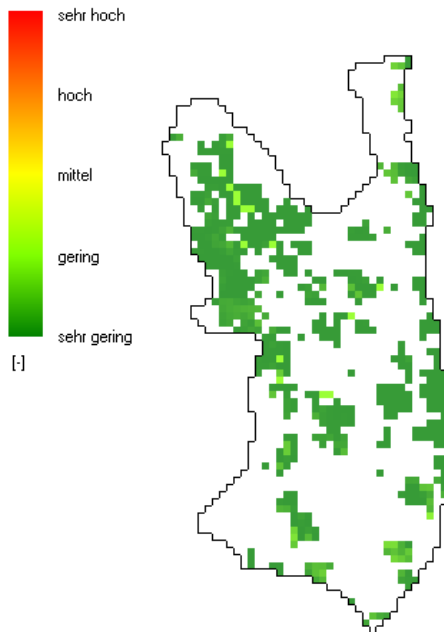 sehr hoch
hoch
mittel
gering
sehr gering
[-]